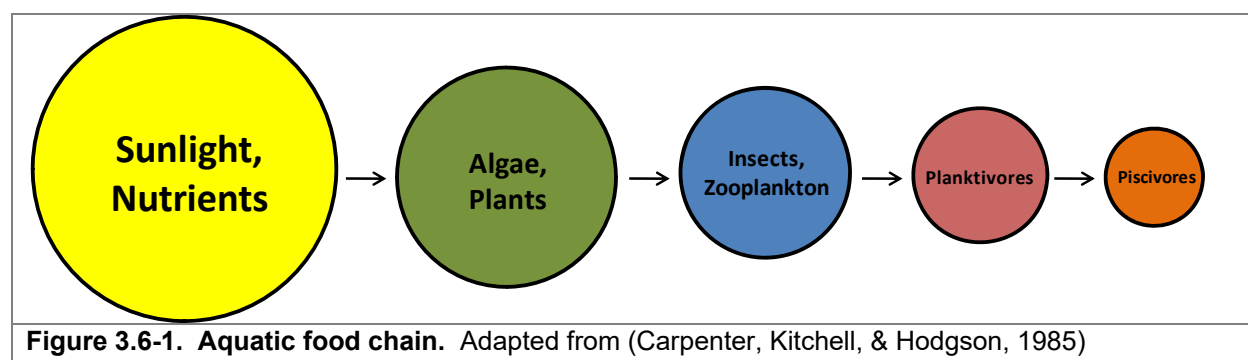 Sunlight,
Nutrients
Algae,
Plants
Insects,
Zooplankton
Planktivores
Piscivores
Figure 3.6-1. Aquatic food chain. Adapted from (Carpenter, Kitchell, & Hodgson, 1985)